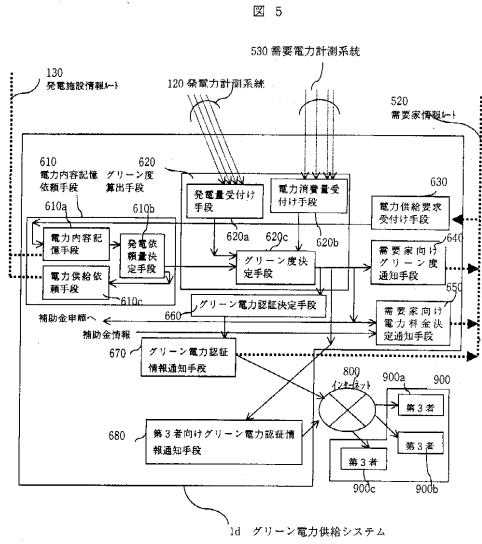 図 5
530 需要電力計測系統
130
発電施設情報ﾙｰﾄ
120 発電力計測系統
520
需要家情報ﾙｰﾄ
610
電力内容記憶
依頼手段
620
グリーン度
算出手段
発電量受付け
手段
電力消費量受
付け手段
630
電力供給要求
受付け手段
610a
電力内容記
憶手段
610b
発電依
頼量決
定手段
620a
620c
620b
グリーン度決
定手段
640
需要家向け
グリーン度
通知手段
電力供給依
頼手段
610c
グリーン電力認証決定手段
660
650
需要家向け
電力料金決
定通知手段
補助金申請へ
補助金情報
670
グリーン電力認証
情報通知手段
800
インターネット
900a
900
第3者
680
第3者向けグリーン電力認証情
報通知手段
第3者
第3者
900c
900b
1d グリーン電力供給システム